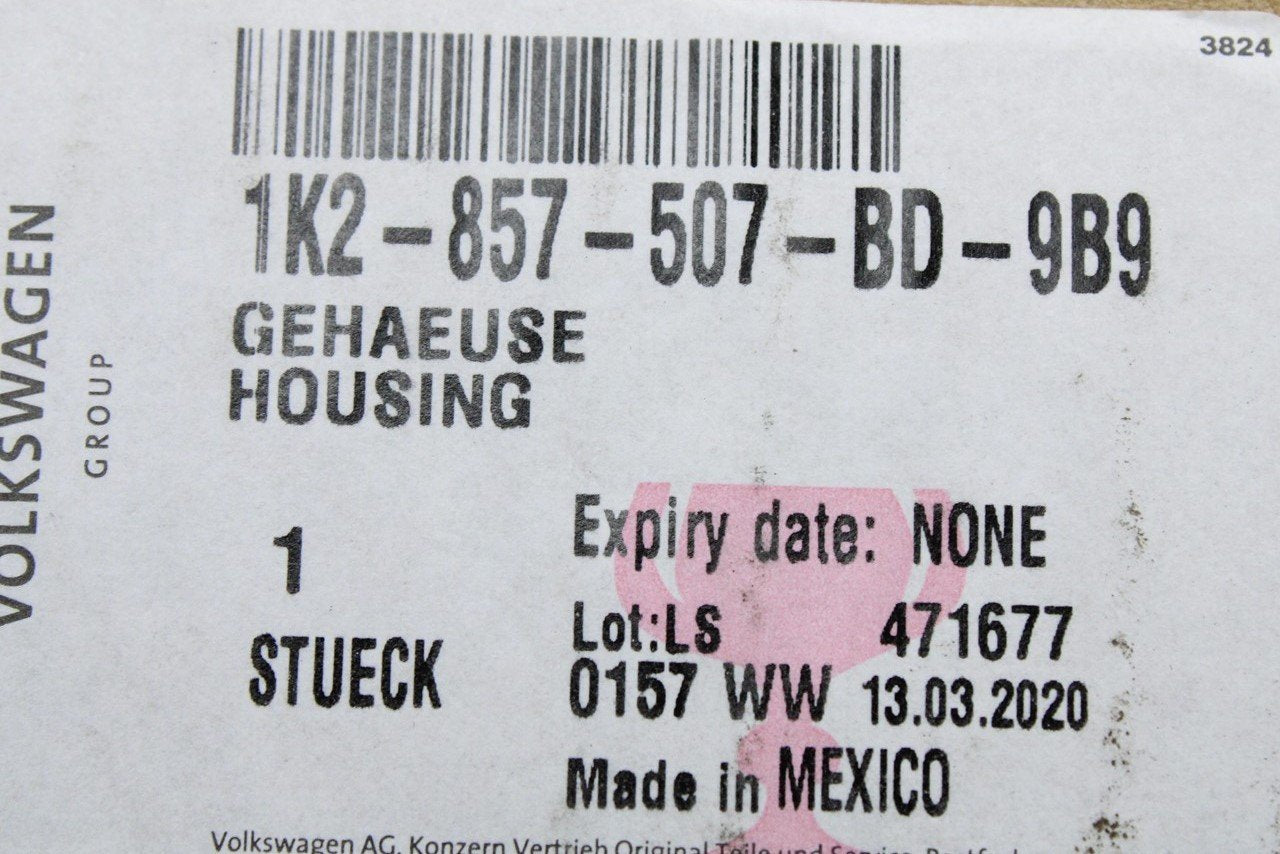 3824
1K2-857-507-BD-9B9
GEHAEUSE
HOUSING
VOLKSWAGEN
GROUP
1
STUECK
Expiry date: NONE
Lot:LS 471677
0157 WW 13.03.2020
Made in MEXICO
Volkswagen AG, Konzern Vertrieb Original Teile und Service,